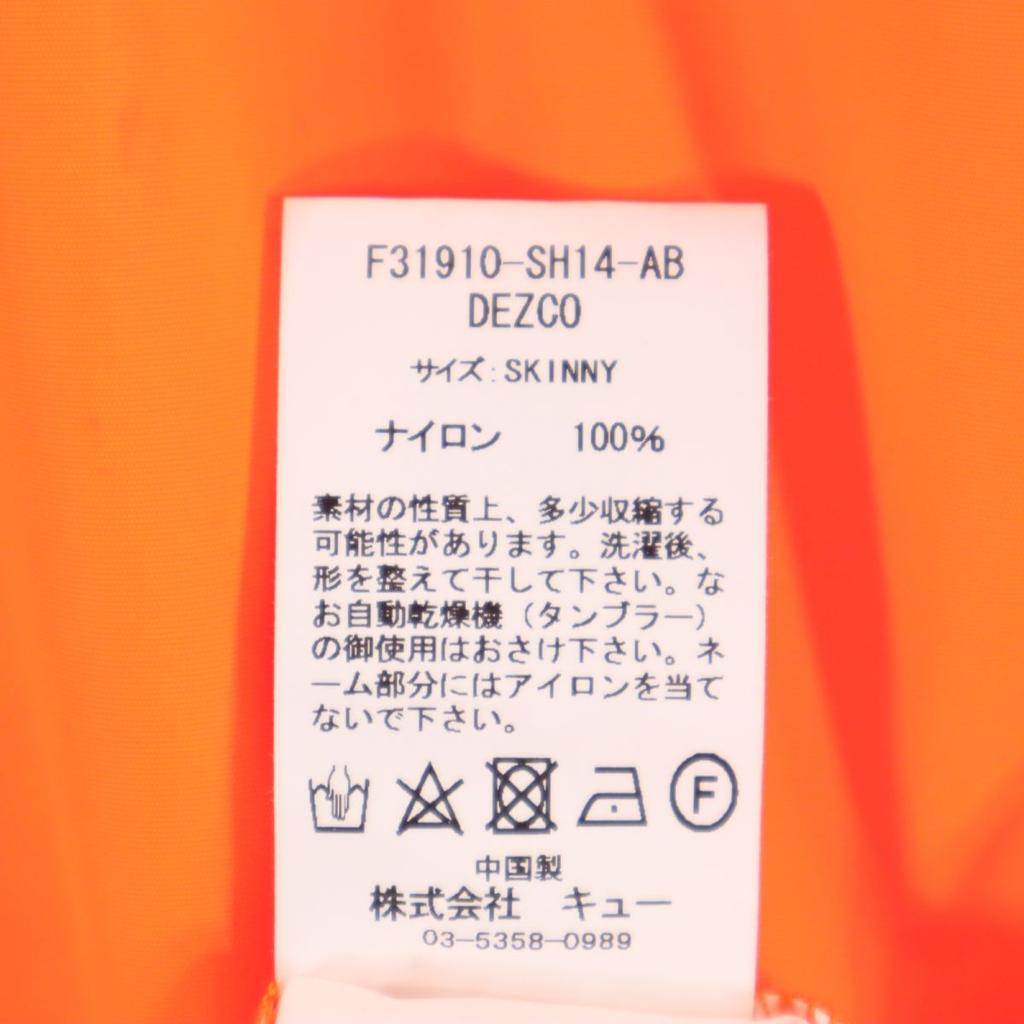 F31910-SH14-AB
DEZCO
サイズ:SKINNY
ナイロン 100%
素材の性質上、多少収縮する
可能性があります。洗濯後、
形を整えて干して下さい。な
お自動乾燥機(タンブラー)
の御使用はおさけ下さい。ネ
ーム部分にはアイロンを当て
ないで下さい。
F
中国製
株式会社 キュー
03-5358-0989